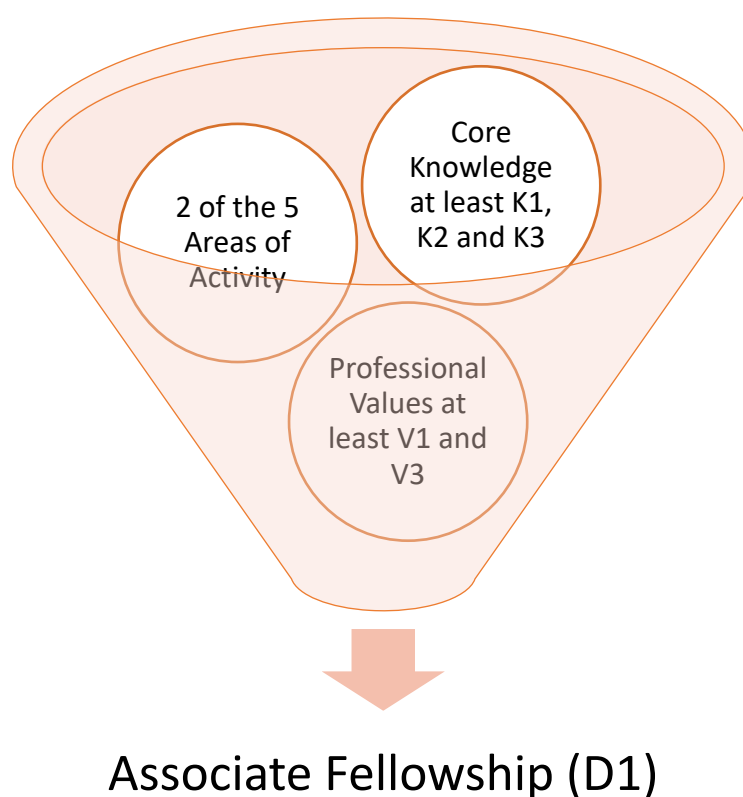 Core
Knowledge
at least K1,
K2 and K3
2 of the 5
Areas of
Activity
Professional
Values at
least V1 and
V3
Associate Fellowship (D1)